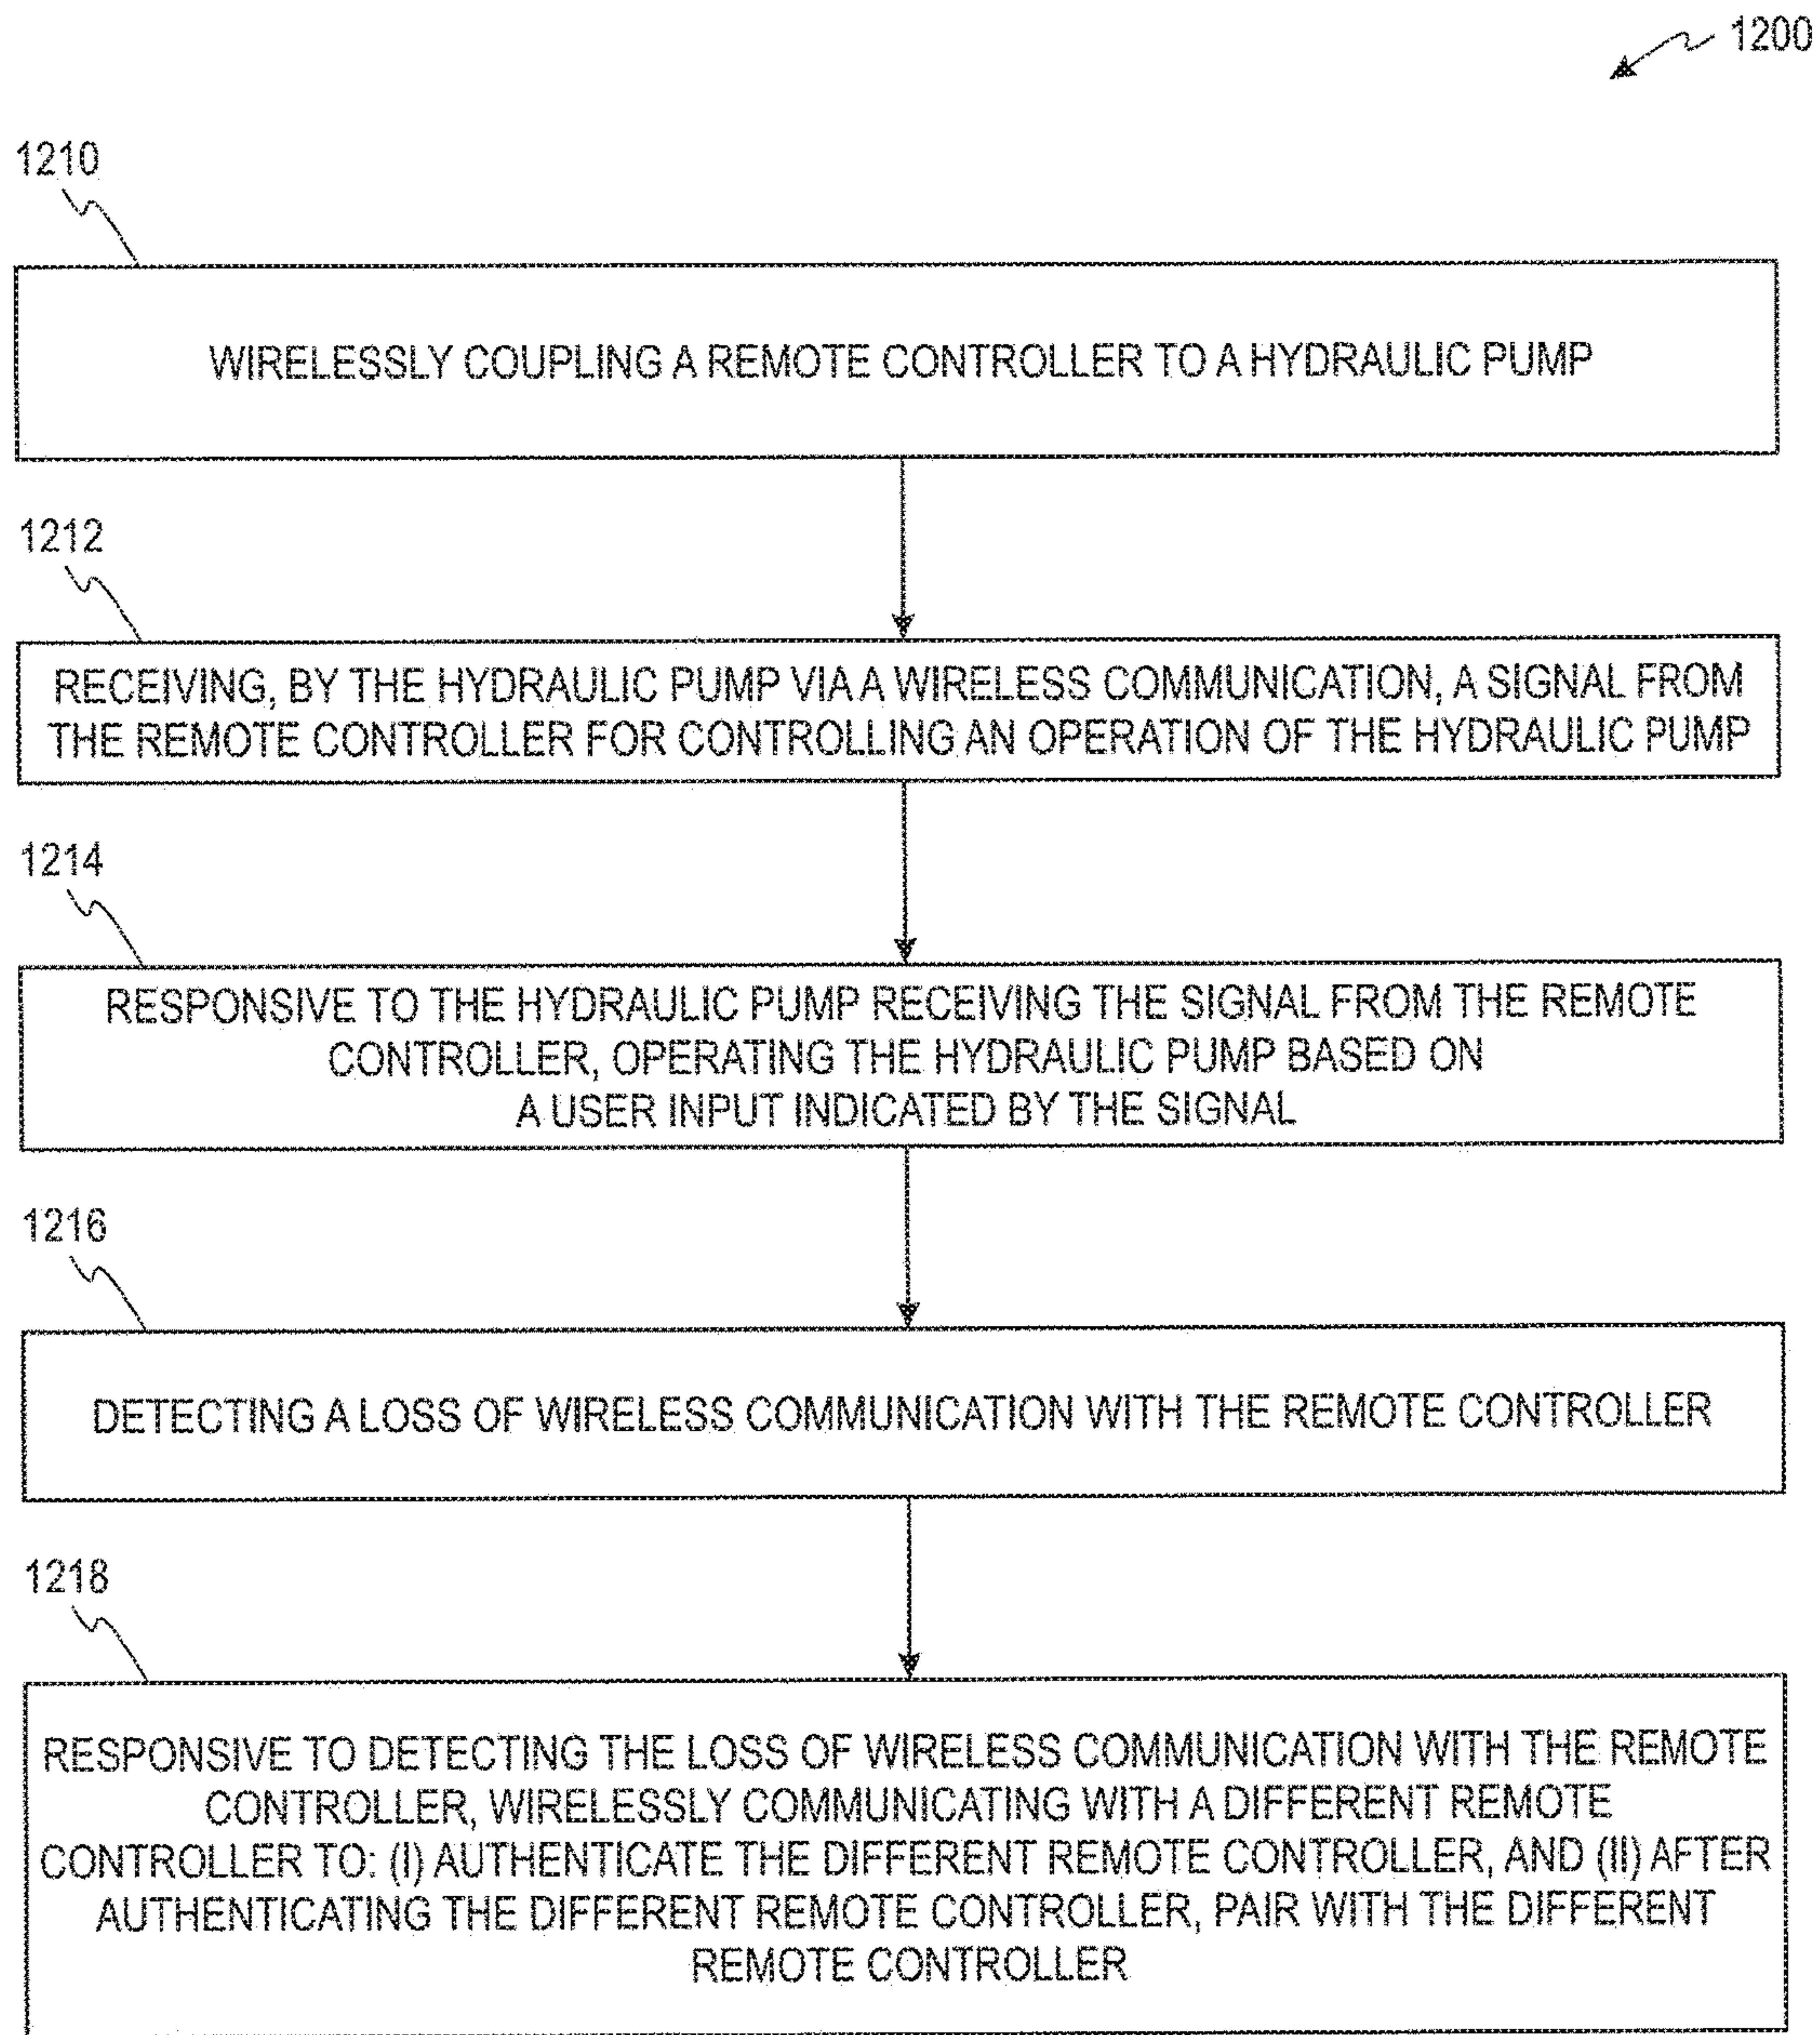 1200
1210
WIRELESSLY COUPLING A REMOTE CONTROLLER TO A HYDRAULIC PUMP
1212
RECEIVING, BY THE HYDRAULIC PUMP VIA A WIRELESS COMMUNICATION, A SIGNAL FROM
THE REMOTE CONTROLLER FOR CONTROLLING AN OPERATION OF THE HYDRAULIC PUMP
1214
RESPONSIVE TO THE HYDRAULIC PUMP RECEIVING THE SIGNAL FROM THE REMOTE
CONTROLLER, OPERATING THE HYDRAULIC PUMP BASED ON
A USER INPUT INDICATED BY THE SIGNAL
1216
DETECTING A LOSS OF WIRELESS COMMUNICATION WITH THE REMOTE CONTROLLER
1218
RESPONSIVE TO DETECTING THE LOSS OF WIRELESS COMMUNICATION WITH THE REMOTE
CONTROLLER, WIRELESSLY COMMUNICATING WITH A DIFFERENT REMOTE
CONTROLLER TO: (I) AUTHENTICATE THE DIFFERENT REMOTE CONTROLLER, AND (II) AFTER
AUTHENTICATING THE DIFFERENT REMOTE CONTROLLER, PAIR WITH THE DIFFERENT
REMOTE CONTROLLER